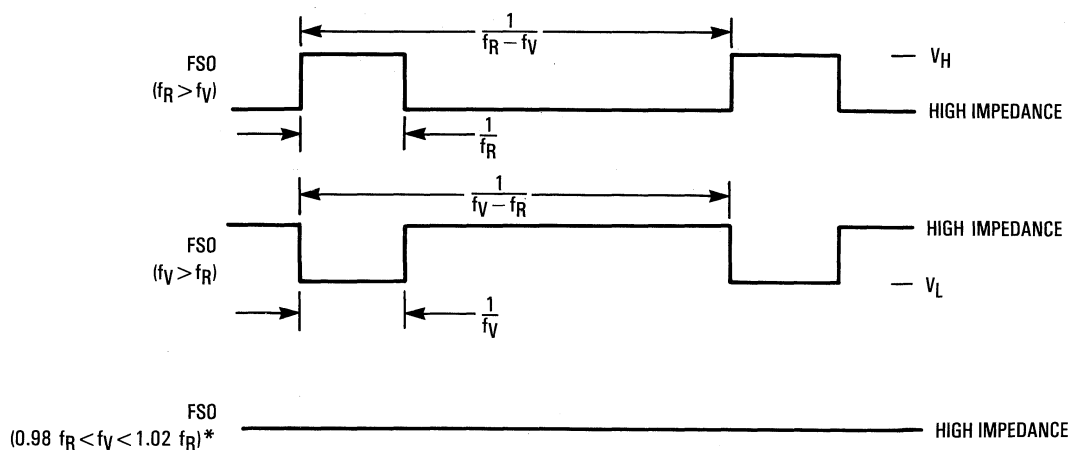 1
fR – fV
FSO
(fR > fV)
VH
HIGH IMPEDANCE
1
fR
1
fV – fR
FSO
(fV > fR)
HIGH IMPEDANCE
VL
1
fV
FSO
(0.98 fR < fV < 1.02 fR)*
HIGH IMPEDANCE